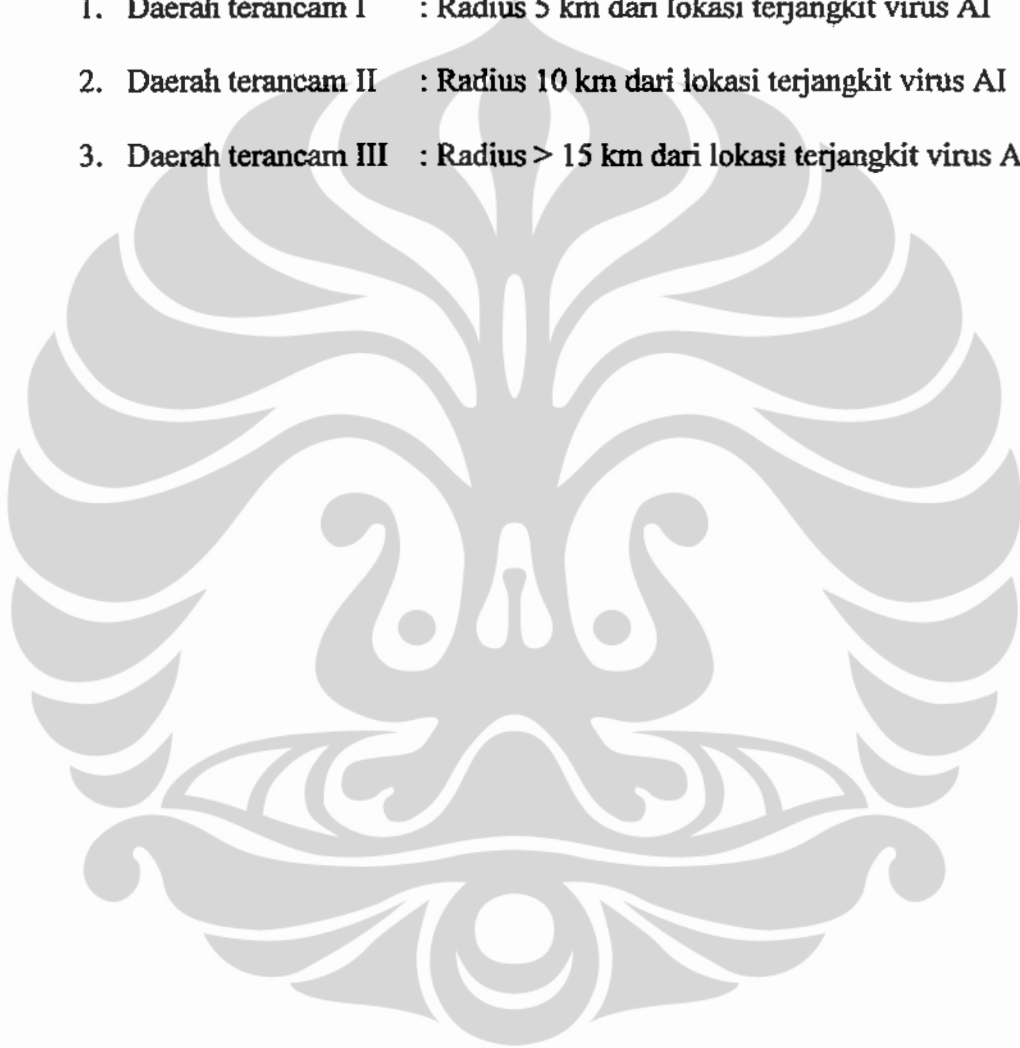 1. Daerah terancam I : Radius 5 km dari lokasi terjangkit virus AI
2. Daerah terancam II : Radius 10 km dari lokasi terjangkit virus AI
3. Daerah terancam III : Radius > 15 km dari lokasi terjangkit virus A